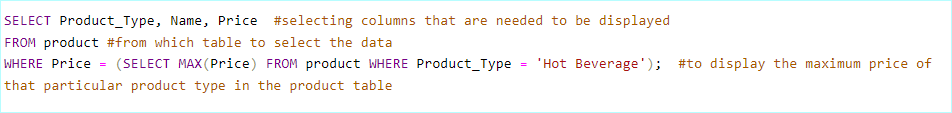 SELECT Product_Type, Name, Price  #selecting columns that are needed to be displayed
FROM product #from which table to select the data
WHERE Price = (SELECT MAX(Price) FROM product WHERE Product_Type = 'Hot Beverage');  #to display the maximum price of
that particular product type in the product table